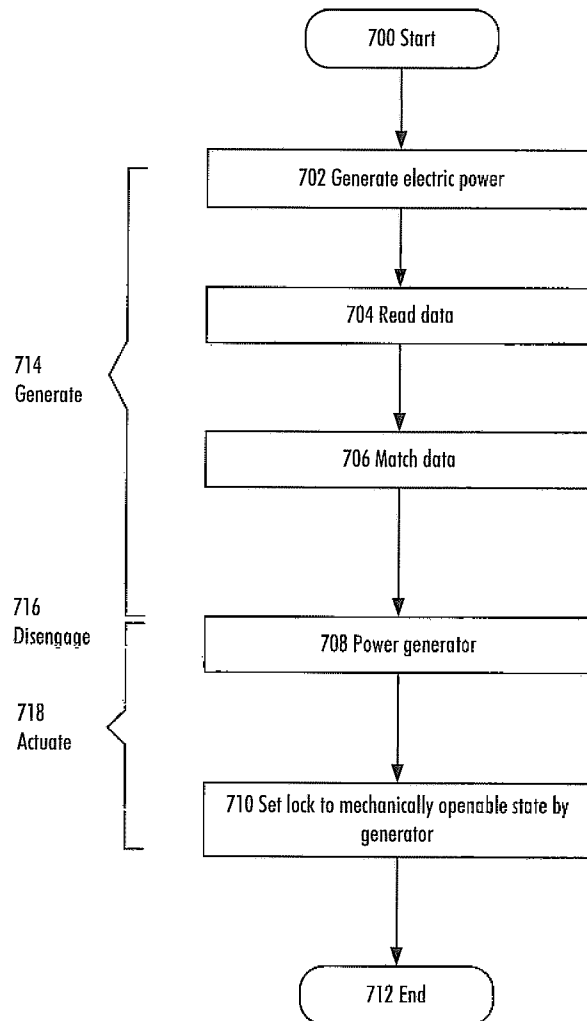 700 Start
702 Generate electric power
704 Read data
714
Generate
706 Match data
716
Disengage
708 Power generator
718
Actuate
710 Set lock to mechanically openable state by
generator
712 End